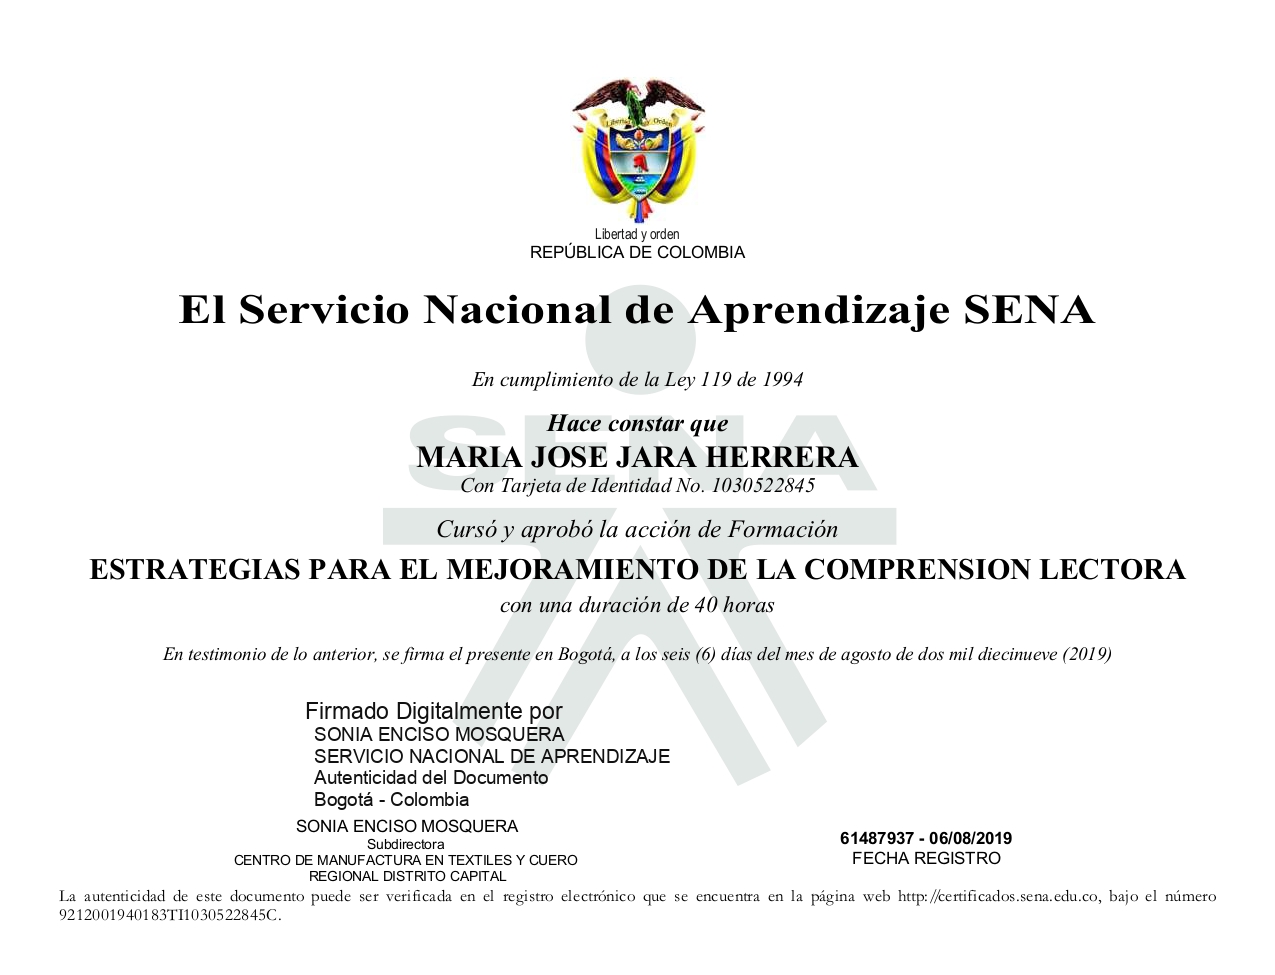 Libertad y Orden
Libertad y orden
REPÚBLICA DE COLOMBIA
El Servicio Nacional de Aprendizaje SENA
En cumplimiento de la Ley 119 de 1994
Hace constar que
SENA
MARIA JOSE JARA HERRERA
Con Tarjeta de Identidad No. 1030522845
Cursó y aprobó la acción de Formación
ESTRATEGIAS PARA EL MEJORAMIENTO DE LA COMPRENSION LECTORA
con una duración de 40 horas
En testimonio de lo anterior, se firma el presente en Bogotá, a los seis (6) días del mes de agosto de dos mil diecinueve (2019)
Firmado Digitalmente por
SONIA ENCISO MOSQUERA
SERVICIO NACIONAL DE APRENDIZAJE
Autenticidad del Documento
Bogotá - Colombia
SONIA ENCISO MOSQUERA
Subdirectora
CENTRO DE MANUFACTURA EN TEXTILES Y CUERO
REGIONAL DISTRITO CAPITAL
61487937 - 06/08/2019
FECHA REGISTRO
La autenticidad de este documento puede ser verificada en el registro electrónico que se encuentra en la página web http://certificados.sena.edu.co, bajo el número
9212001940183TI1030522845C.